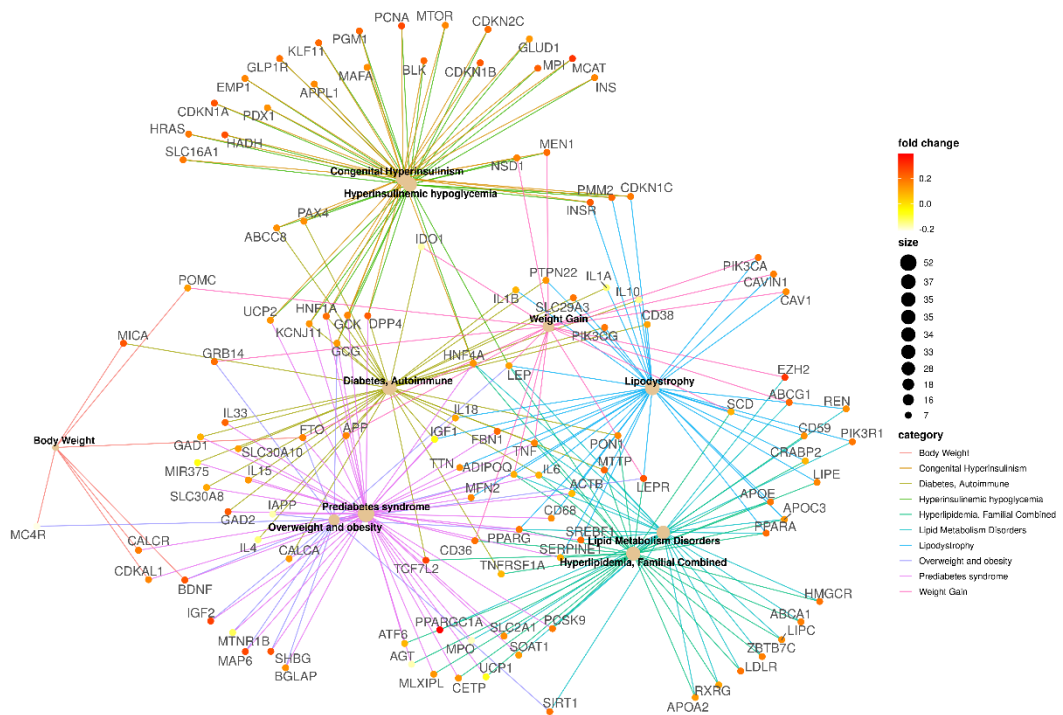 PCNA
MTOR
CDKN2C
PGM1
KLF11
GLUD1
GLP1R
MAFA
BLK
CDKN1B
MPI
MCAT
EMP1
APPL1
INS
CDKN1A
PDX1
HRAS
HADH
SLC16A1
MEN1
NSD1
Congenital Hyperinsulinism
Hyperinsulinemic hypoglycemia
PMM2
CDKN1C
INSR
PAX4
ABCC8
IDO1
POMC
PTPN22
IL1A
IL10
PIK3CA
CAVIN1
CAV1
IL1B
SLC29A3
UCP2
HNF1A
GCK
DPP4
Weight Gain
CD38
KCNJ11
PIK3CG
MICA
GRB14
GCG
HNF4A
LEP
EZH2
Diabetes, Autoimmune
Lipodystrophy
ABCG1
SCD
REN
IL33
IL18
CD59
FTO
APP
IGF1
FBN1
TNF
PON1
PIK3R1
Body Weight
GAD1
SLC30A10
CRABP2
MIR375
IL15
TTN
ADIPOQ
IL6
MTTP
LIPE
SLC30A8
MFN2
ACTB
LEPR
APOE
IAPP
Prediabetes syndrome
APOC3
GAD2
Overweight and obesity
CD68
MC4R
IL4
PPARG
SREBF1
PPARA
Lipid Metabolism Disorders
CALCR
CALCA
CD36
SERPINE1
Hyperlipidemia, Familial Combined
CDKAL1
TCF7L2
TNFRSF1A
BDNF
HMGCR
IGF2
PPARGC1A
SLC2A1
PCSK9
ABCA1
MTNR1B
ATF6
MPO
LIPC
MAP6
SHBG
AGT
SOAT1
ZBTB7C
BGLAP
MLXIPL
CETP
UCP1
LDLR
RXRG
SIRT1
APOA2
fold change
0.2
0.0
-0.2
size
52
37
35
35
34
33
28
18
16
7
category
Body Weight
Congenital Hyperinsulinism
Diabetes, Autoimmune
Hyperinsulinemic hypoglycemia
Hyperlipidemia, Familial Combined
Lipid Metabolism Disorders
Lipodystrophy
Overweight and obesity
Prediabetes syndrome
Weight Gain